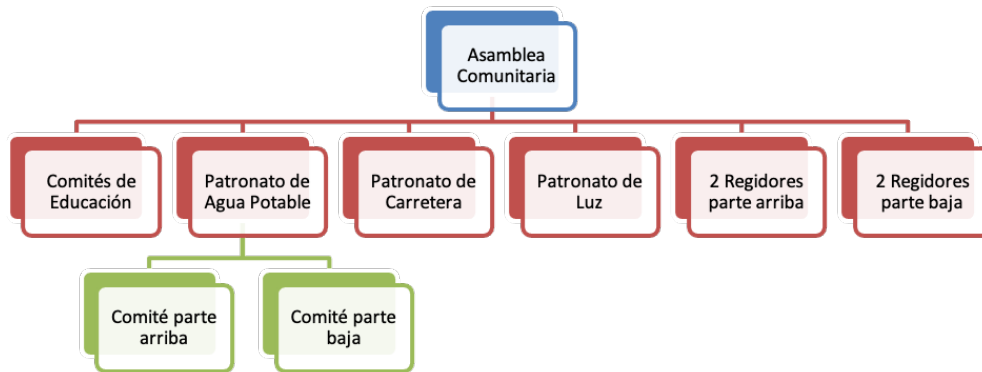 Asamblea
Comunitaria
Comités de
Educación
Patronato de
Agua Potable
Patronato de
Carretera
Patronato de
Luz
2 Regidores
parte arriba
2 Regidores
parte baja
Comité parte
arriba
Comité parte
baja